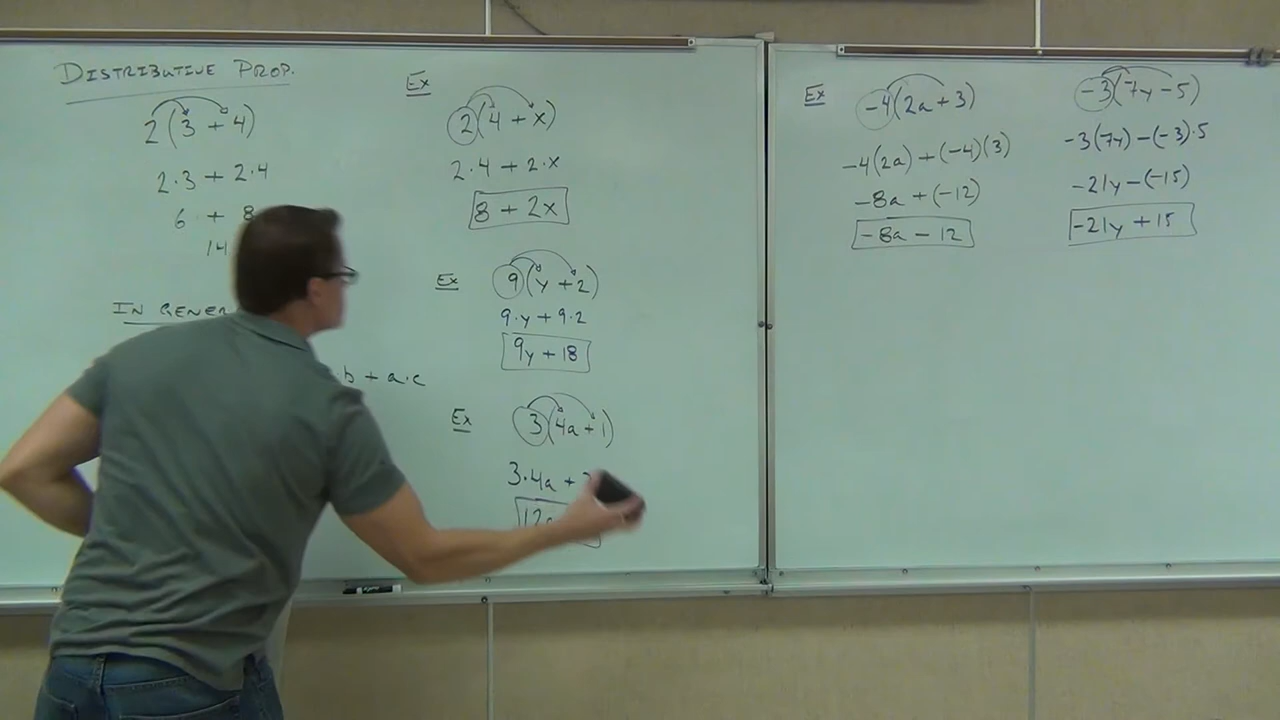 DISTRIBUTIVE PROP.
2(3 + 4)
2·3 + 2·4
6 + 8
14
IN
b + a·c
Ex
2(4 + x)
2·4 + 2·x
8 + 2x
Ex
9(y + 2)
9·y + 9·2
9y + 18
Ex
3(4a + 1)
3·4a +
Ex
-4(2a + 3)
-4(2a) + (-4)(3)
-8a + (-12)
-8a - 12
-3(7y - 5)
-3(7y) - (-3)·5
-21y - (-15)
-21y + 15